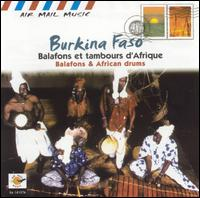 AIR MAIL MUSIC
Burkina Faso
Balafons et tambours d'Afrique
Balafons & African drums